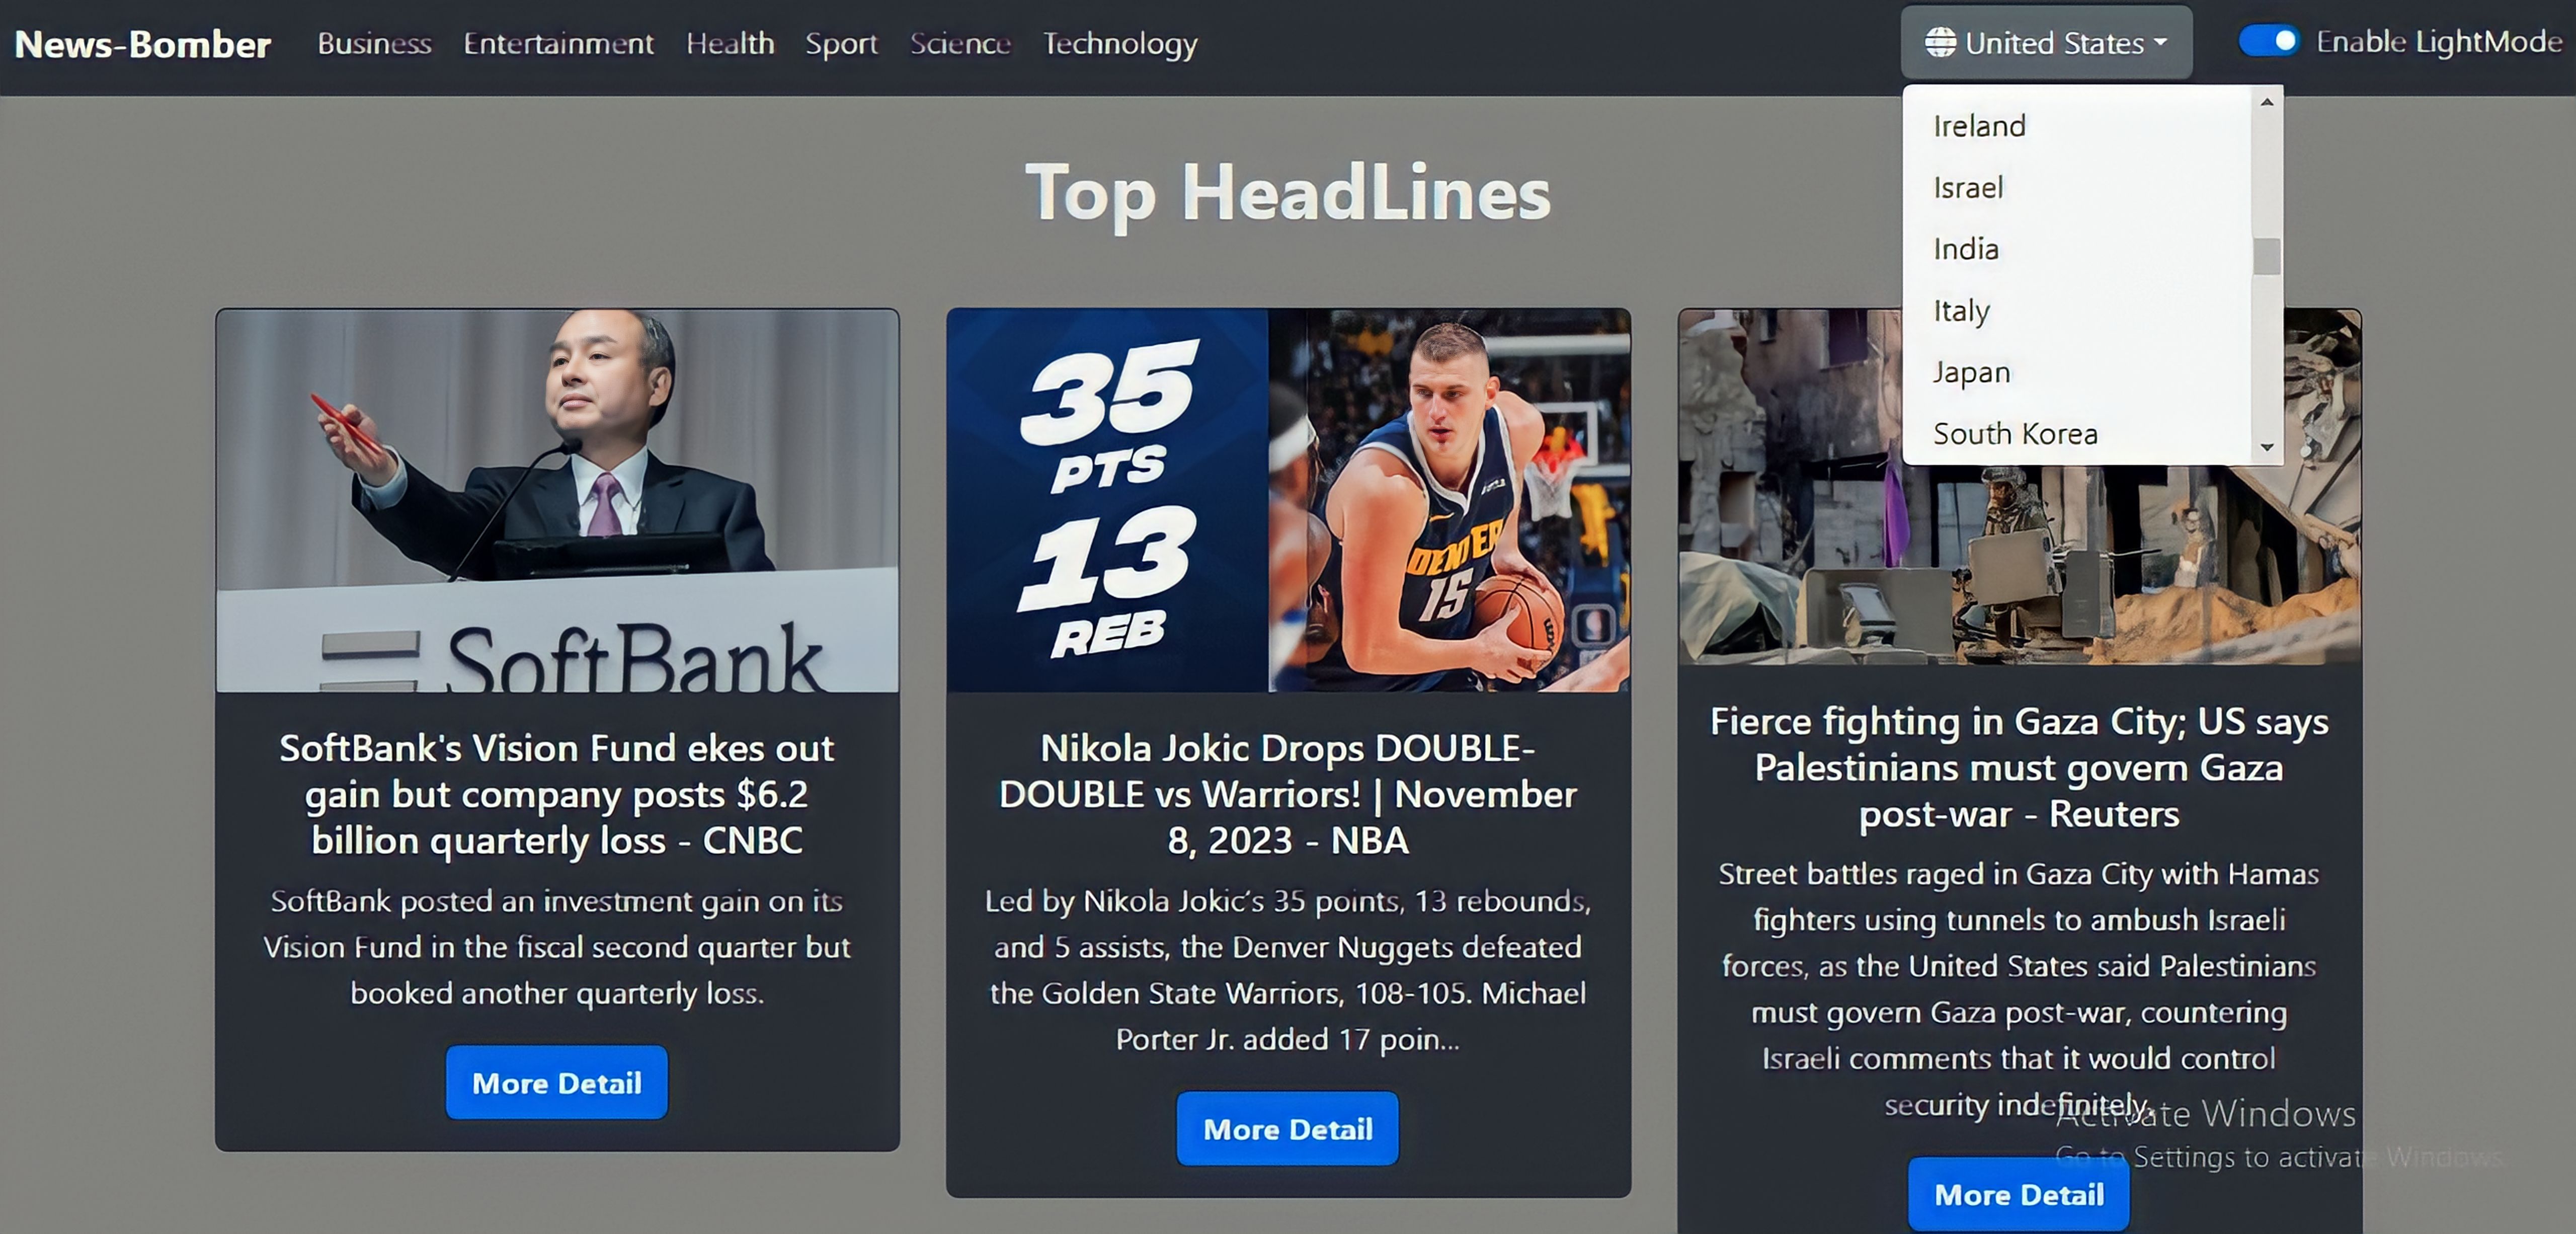 News-Bomber Business Entertainment Health Sport Science Technology United States Enable LightMode
Ireland
Israel
India
Italy
Japan
South Korea
Top HeadLines
SoftBank
SoftBank's Vision Fund ekes out
gain but company posts $6.2
billion quarterly loss - CNBC
SoftBank posted an investment gain on its
Vision Fund in the fiscal second quarter but
booked another quarterly loss.
More Detail
35
PTS
13
REB
DENVER
15
Nikola Jokic Drops DOUBLE-
DOUBLE vs Warriors! | November
8, 2023 - NBA
Led by Nikola Jokic’s 35 points, 13 rebounds,
and 5 assists, the Denver Nuggets defeated
the Golden State Warriors, 108-105. Michael
Porter Jr. added 17 poin...
More Detail
Fierce fighting in Gaza City; US says
Palestinians must govern Gaza
post-war - Reuters
Street battles raged in Gaza City with Hamas
fighters using tunnels to ambush Israeli
forces, as the United States said Palestinians
must govern Gaza post-war, countering
Israeli comments that it would control
security indefinitely.
More Detail
Activate Windows
Go to Settings to activate Windows.